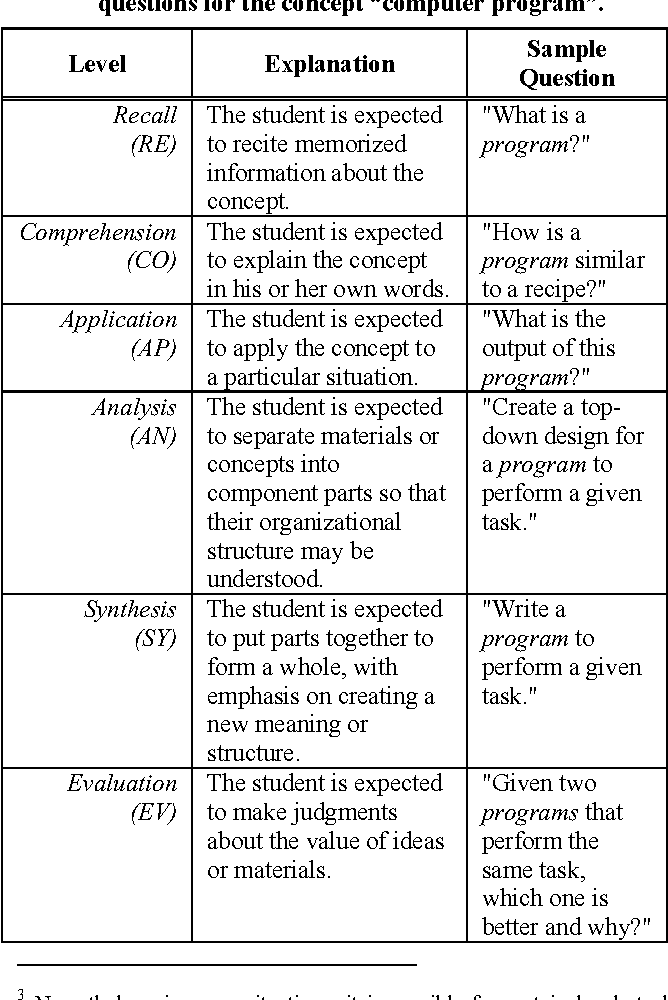 questions for the concept “computer program”.
Level
Explanation
Sample
Question
Recall
(RE)
The student is expected
to recite memorized
information about the
concept.
"What is a
program?"
Comprehension
(CO)
The student is expected
to explain the concept
in his or her own words.
"How is a
program similar
to a recipe?"
Application
(AP)
The student is expected
to apply the concept to
a particular situation.
"What is the
output of this
program?"
Analysis
(AN)
The student is expected
to separate materials or
concepts into
component parts so that
their organizational
structure may be
understood.
"Create a top-
down design for
a program to
perform a given
task."
Synthesis
(SY)
The student is expected
to put parts together to
form a whole, with
emphasis on creating a
new meaning or
structure.
"Write a
program to
perform a given
task."
Evaluation
(EV)
The student is expected
to make judgments
about the value of ideas
or materials.
"Given two
programs that
perform the
same task,
which one is
better and why?"
3